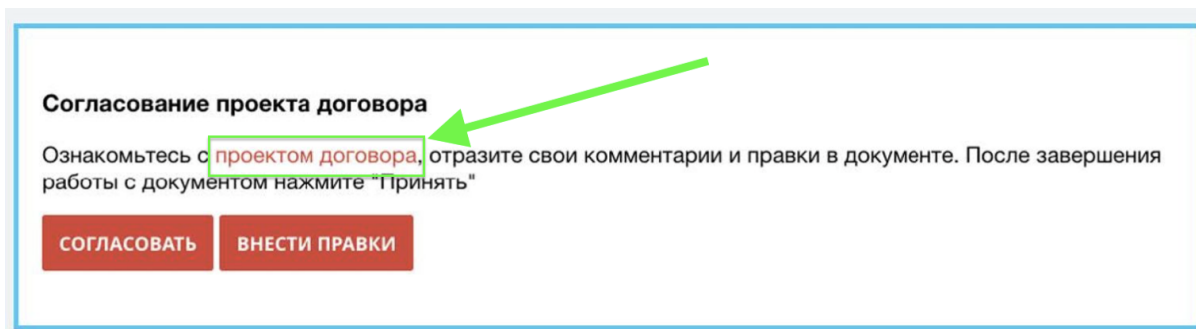 Согласование проекта договора
Ознакомьтесь с проектом договора, отразите свои комментарии и правки в документе. После завершения
работы с документом нажмите "Принять"
СОГЛАСОВАТЬ ВНЕСТИ ПРАВКИ